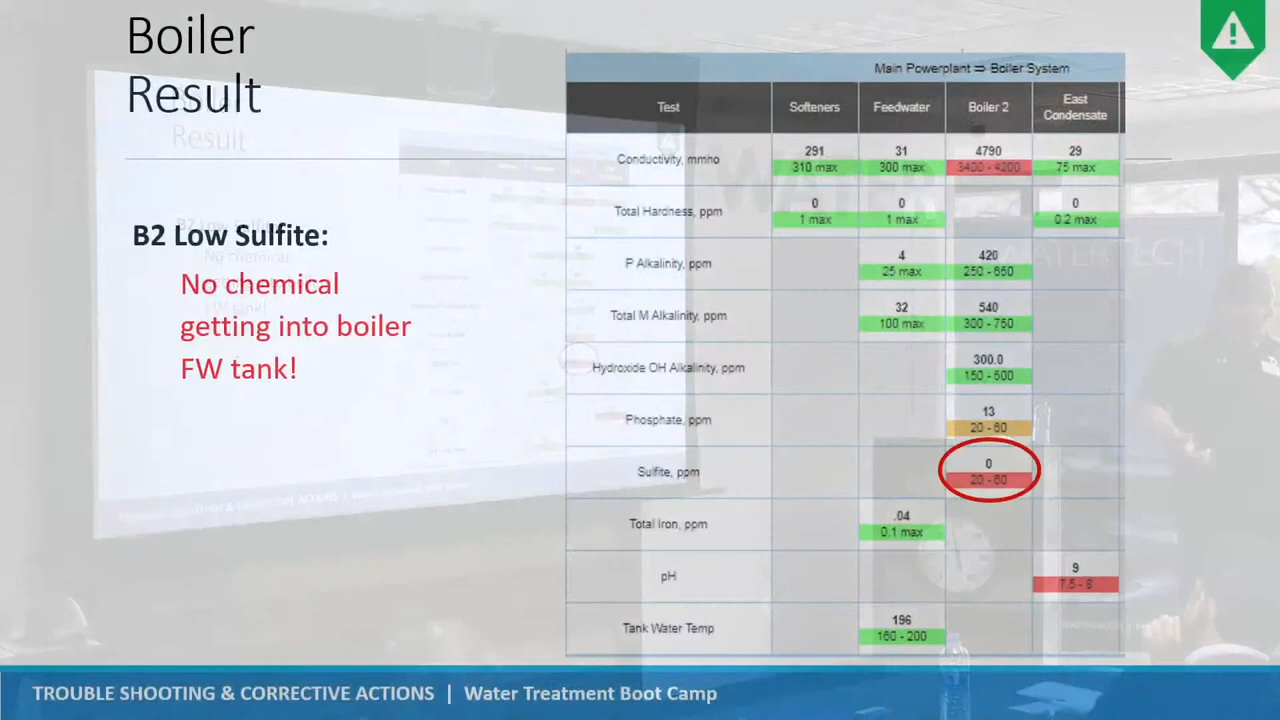 Boiler
Result
B2 Low Sulfite:
No chemical
getting into boiler
FW tank!
Main Powerplant ⇒ Boiler System
Test Softeners Feedwater Boiler 2 East Condensate
Conductivity, mmho 291 31 4790 29
310 max 300 max 3400 - 4200 75 max
Total Hardness, ppm 0 0 0
1 max 1 max 0.2 max
P Alkalinity, ppm 4 420
25 max 250 - 650
Total M Alkalinity, ppm 32 540
100 max 300 - 750
Hydroxide OH Alkalinity, ppm 300.0
150 - 500
Phosphate, ppm 13
20 - 60
Sulfite, ppm 0
20 - 60
Total Iron, ppm .04
0.1 max
pH 9
7.5 - 8
Tank Water Temp 196
160 - 200
TROUBLE SHOOTING & CORRECTIVE ACTIONS | Water Treatment Boot Camp